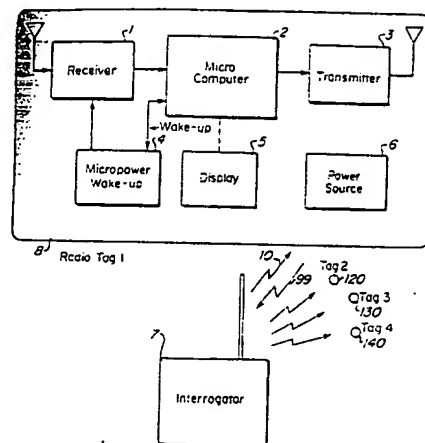 1
2
3
Receiver
Micro
Computer
Transmitter
Wake-up
4
5
6
Micropower
Wake-up
Display
Power
Source
8
Radio Tag 1
10
99
Tag 2
120
Tag 3
130
Tag 4
140
7
Interrogator